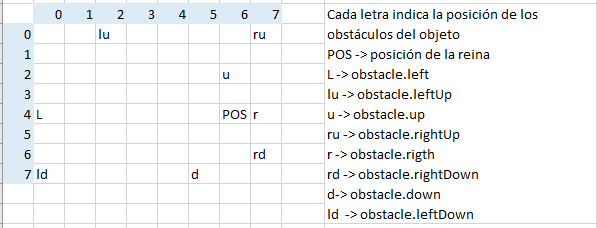 0 1 2 3 4 5 6 7 Cada letra indica la posición de los
0 lu ru obstáculos del objeto
1 POS -> posición de la reina
2 u L -> obstacle.left
3 lu -> obstacle.leftUp
4 L POS r u -> obstacle.up
5 ru -> obstacle.rightUp
6 rd r -> obstacle.rigth
7 ld d rd -> obstacle.rightDown
d-> obstacle.down
ld -> obstacle.leftDown